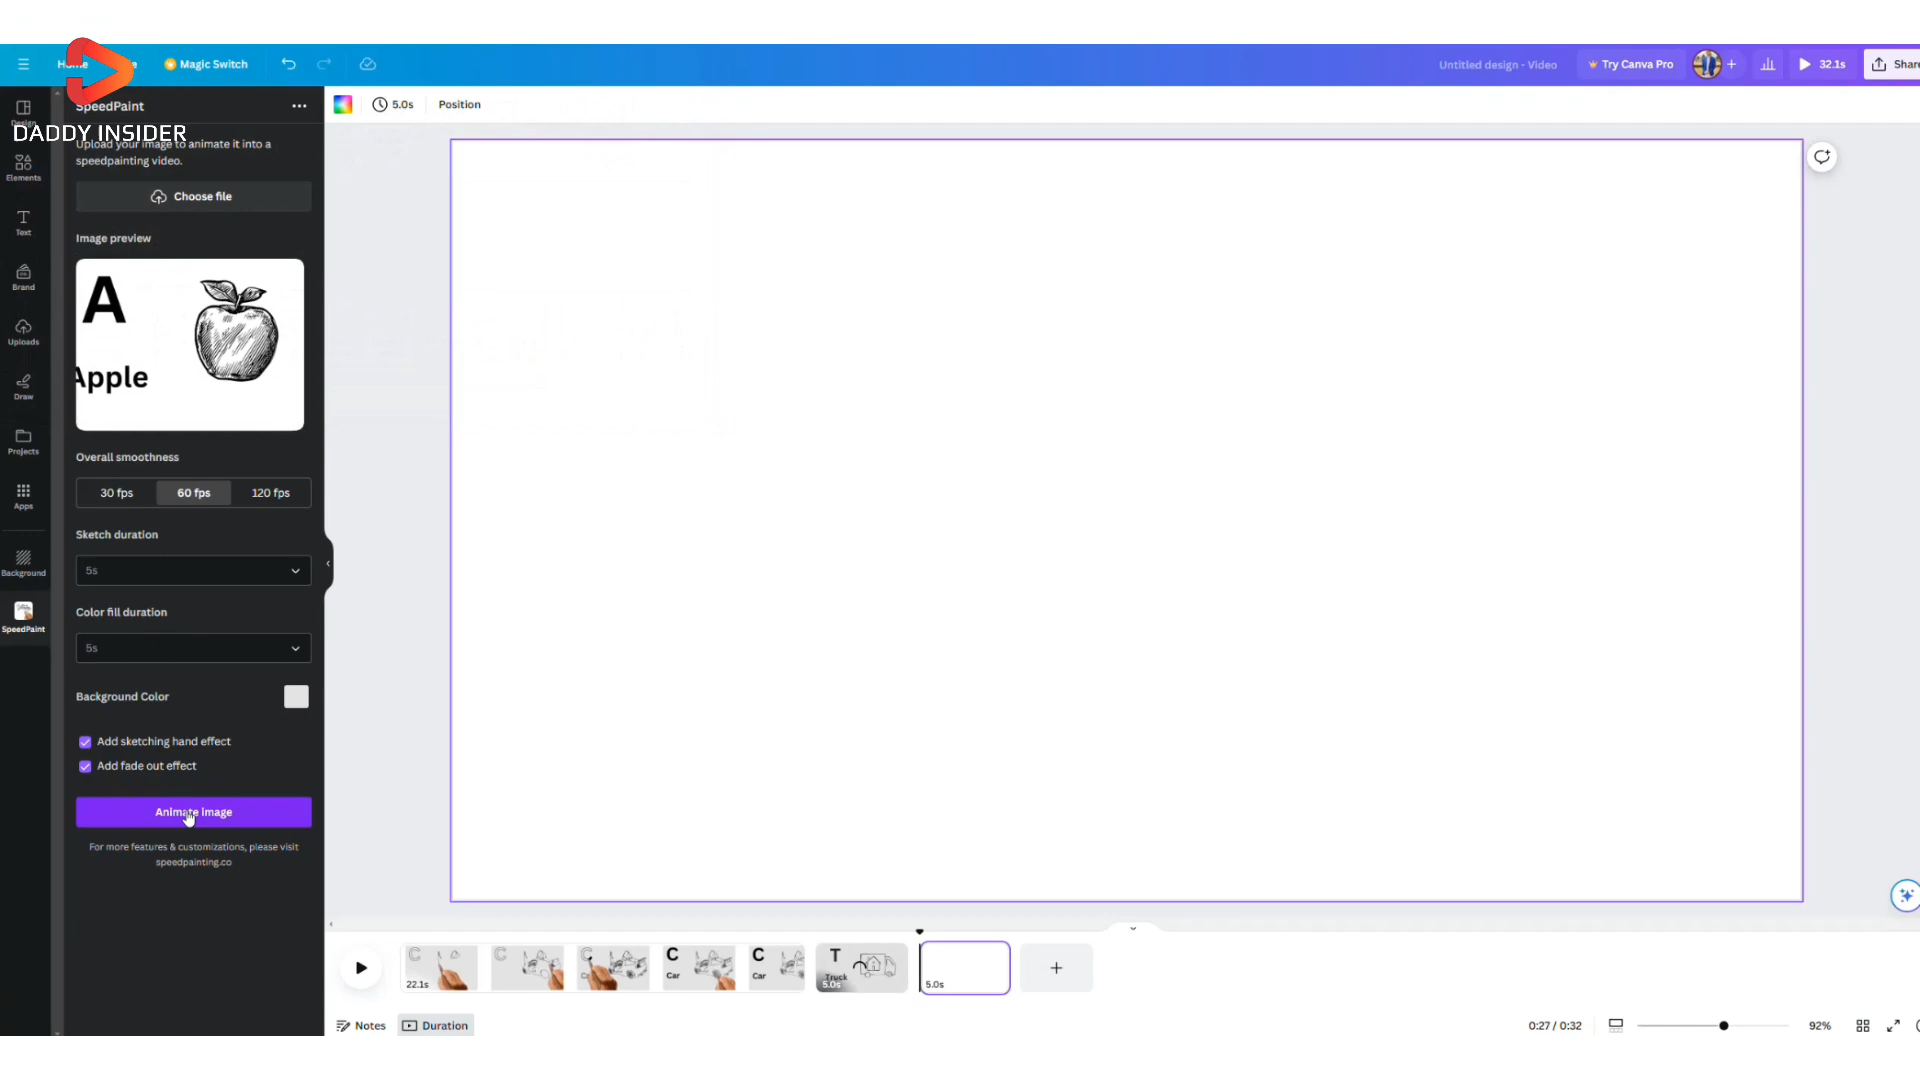 Magic Switch
Untitled design - Video
Try Canva Pro
32.1s
Share
SpeedPaint
5.0s
Position
Design
DADDY INSIDER
Upload your image to animate it into a
speedpainting video.
Elements
Choose file
Text
Image preview
A
Apple
Brand
Uploads
Draw
Projects
Overall smoothness
30 fps
60 fps
120 fps
Apps
Sketch duration
5s
Background
Color fill duration
SpeedPaint
5s
Background Color
Add sketching hand effect
Add fade out effect
Animate image
For more features & customizations, please visit
speedpainting.co
C
22.1s
C
C
C
Car
C
Car
T
Truck
5.0s
5.0s
Notes
Duration
0:27 / 0:32
92%